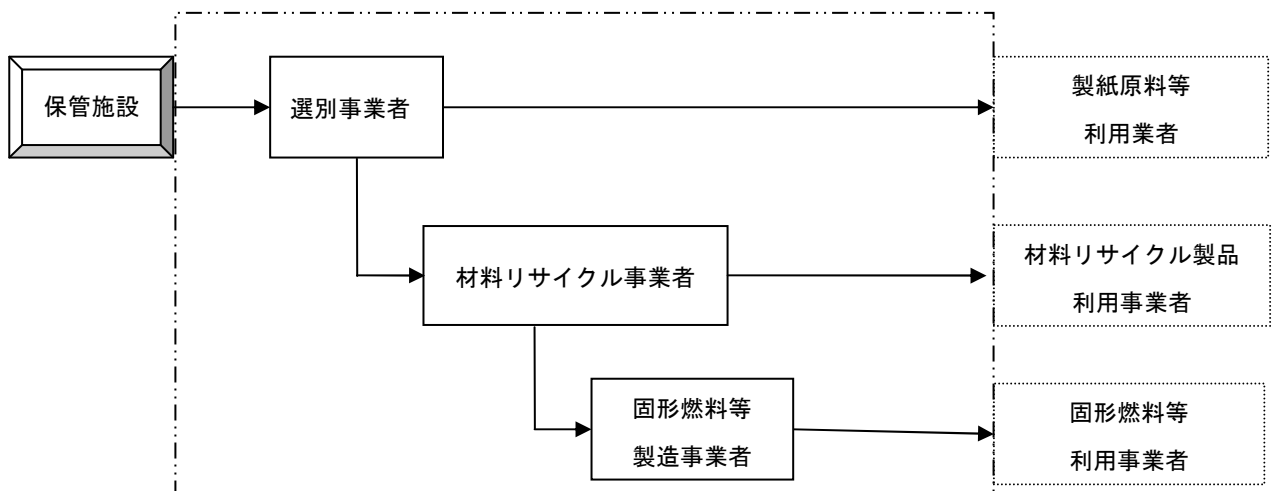 保管施設
選別事業者
製紙原料等
利用業者
材料リサイクル事業者
材料リサイクル製品
利用事業者
固形燃料等
製造事業者
固形燃料等
利用事業者